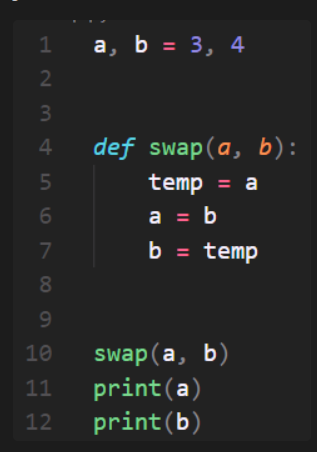 1 a, b = 3, 4
2
3
4 def swap(a, b):
5     temp = a
6     a = b
7     b = temp
8
9
10 swap(a, b)
11 print(a)
12 print(b)